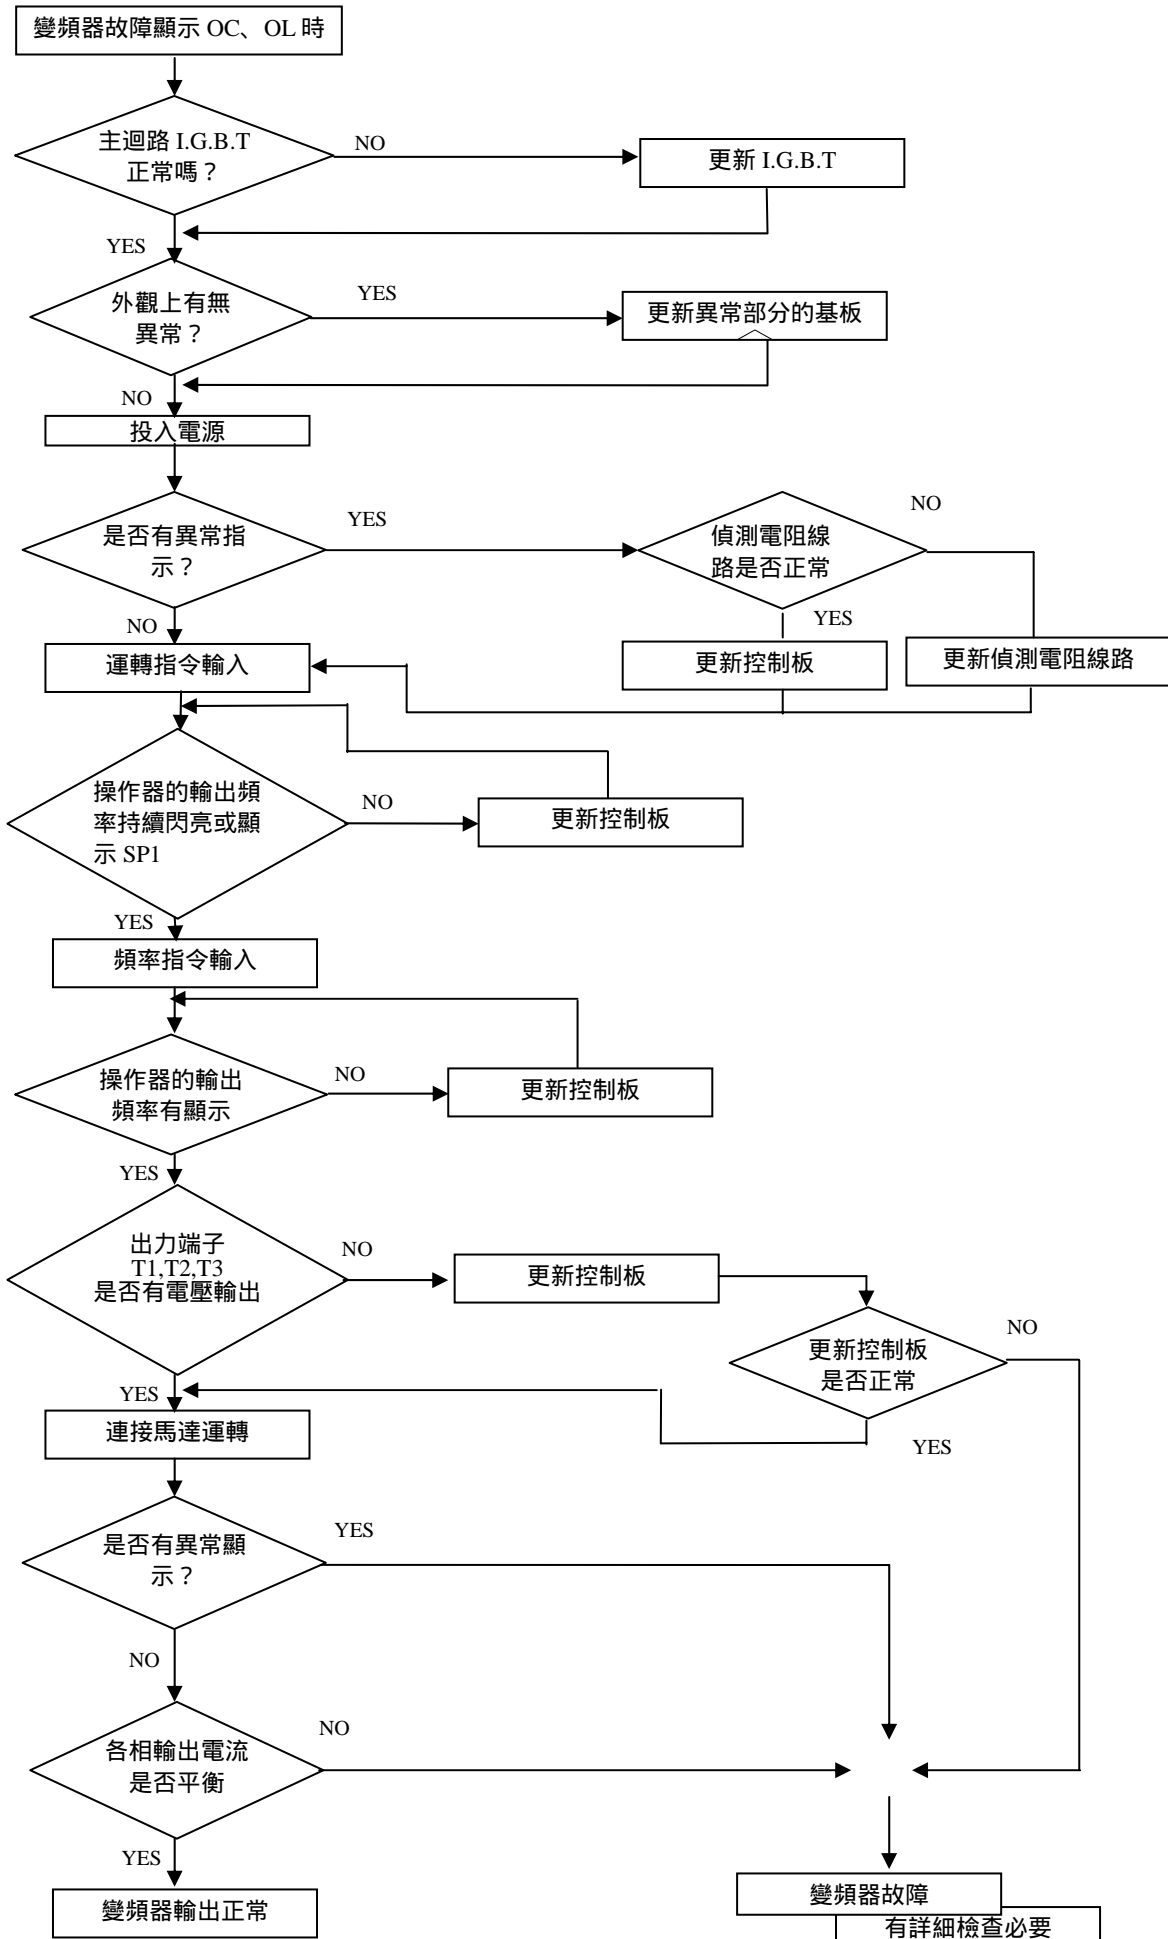 變頻器故障顯示 OC、OL 時
主迴路 I.G.B.T
正常嗎？
NO
更新 I.G.B.T
YES
外觀上有無
異常？
YES
更新異常部分的基板
NO
投入電源
是否有異常指
示？
YES
偵測電阻線
路是否正常
NO
YES
NO
運轉指令輸入
更新控制板
更新偵測電阻線路
操作器的輸出頻
率持續閃亮或顯
示 SP1
NO
更新控制板
YES
頻率指令輸入
操作器的輸出
頻率有顯示
NO
更新控制板
YES
出力端子
T1,T2,T3
是否有電壓輸出
NO
更新控制板
更新控制板
是否正常
NO
YES
YES
連接馬達運轉
是否有異常顯
示？
YES
NO
各相輸出電流
是否平衡
NO
YES
變頻器輸出正常
變頻器故障
有詳細檢查必要